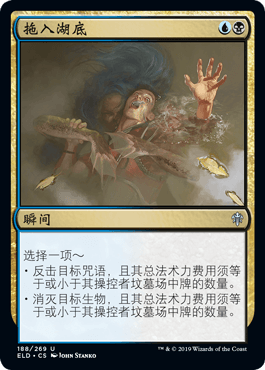 拖入湖底
瞬间
选择一项～
• 反击目标咒语，且其总法术力费用须等
于或小于其操控者坟墓场中牌的数量。
• 消灭目标生物，且其总法术力费用须等
于或小于其操控者坟墓场中牌的数量。
188/269 U
ELD • CS JOHN STANKO
™ & © 2019 Wizards of the Coast